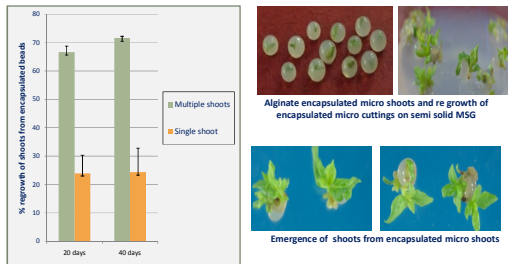 80
70
60
50
40
30
20
10
0
% regrowth of shoots from encapsulated beads
20 days
40 days
Multiple shoots
Single shoot
Alginate encapsulated micro shoots and re growth of
encapsulated micro cuttings on semi solid MSG
Emergence of shoots from encapsulated micro shoots